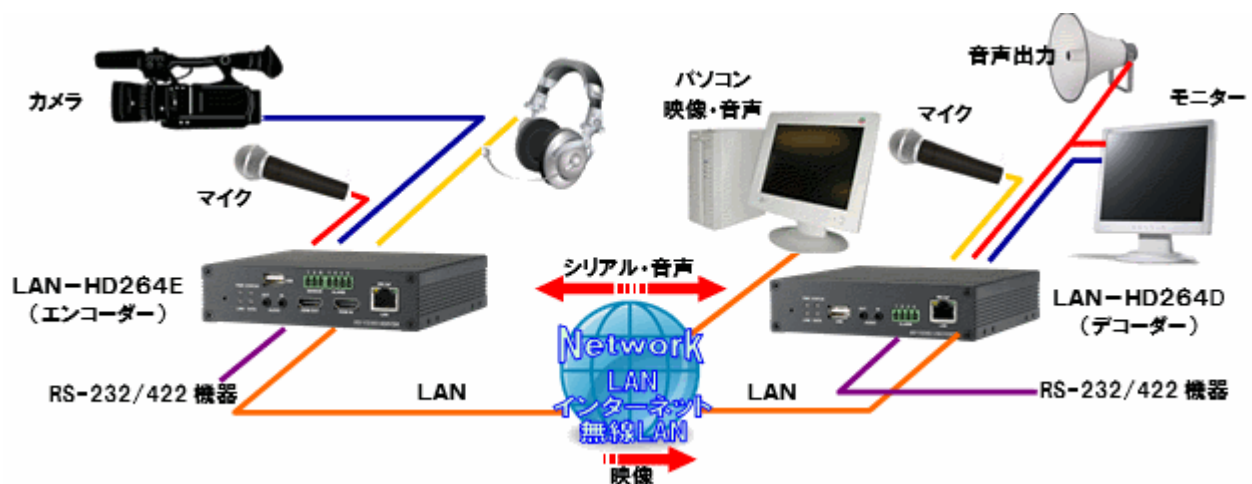 カメラ
マイク
LAN-HD264E
(エンコーダー)
RS-232/422 機器
LAN
パソコン
映像・音声
シリアル・音声
Network
LAN
インターネット
無線LAN
映像
音声出力
マイク
モニター
LAN-HD264D
(デコーダー)
LAN
RS-232/422 機器